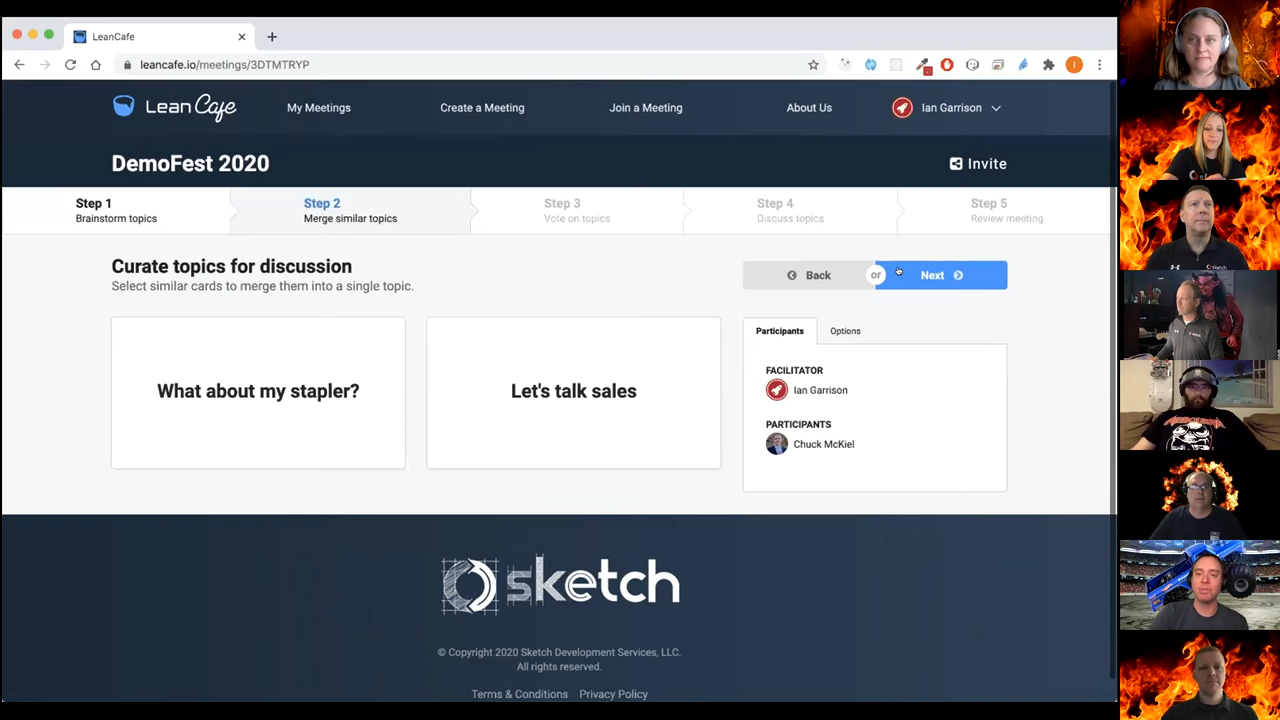 LeanCafe
leancafe.io/meetings/3DTMTRYP
I
LeanCafe
My Meetings
Create a Meeting
Join a Meeting
About Us
Ian Garrison
DemoFest 2020
Invite
Step 1
Brainstorm topics
Step 2
Merge similar topics
Step 3
Vote on topics
Step 4
Discuss topics
Step 5
Review meeting
Curate topics for discussion
Select similar cards to merge them into a single topic.
Back
or
Next
What about my stapler?
Let's talk sales
Participants
Options
FACILITATOR
Ian Garrison
PARTICIPANTS
Chuck McKiel
sketch
© Copyright 2020 Sketch Development Services, LLC.
All rights reserved.
Terms & Conditions
Privacy Policy